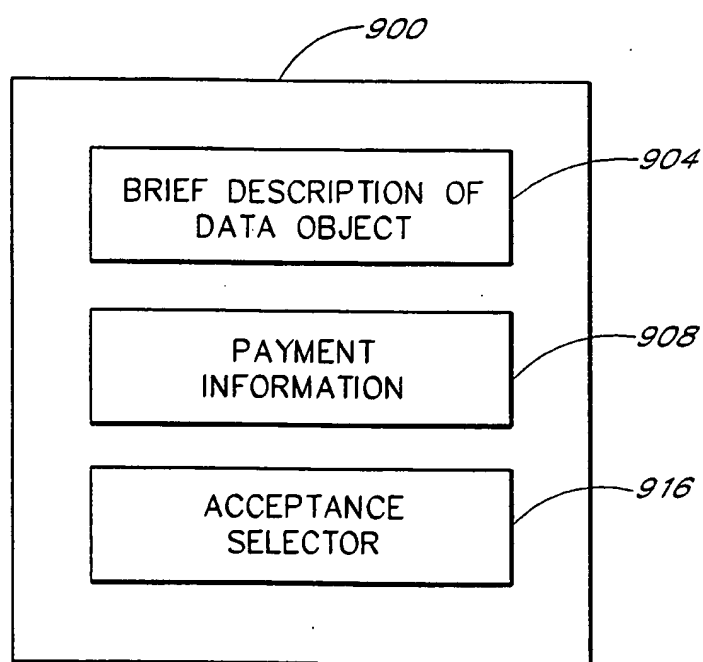 900
BRIEF DESCRIPTION OF
DATA OBJECT
904
PAYMENT
INFORMATION
908
ACCEPTANCE
SELECTOR
916